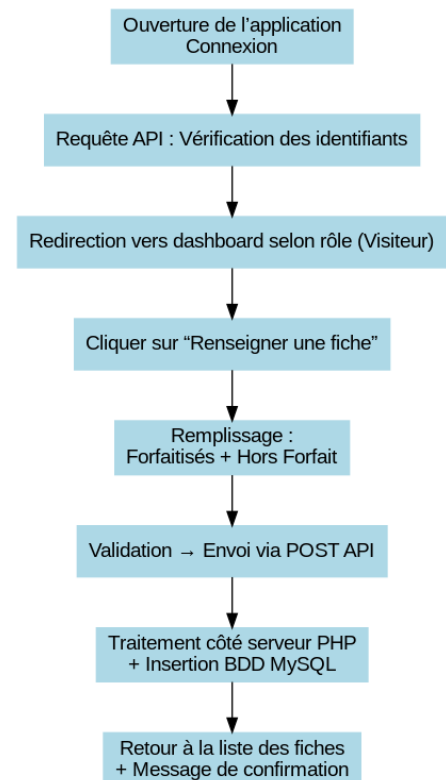 Ouverture de l’application
Connexion
Requête API : Vérification des identifiants
Redirection vers dashboard selon rôle (Visiteur)
Cliquer sur “Renseigner une fiche”
Remplissage :
Forfaitisés + Hors Forfait
Validation → Envoi via POST API
Traitement côté serveur PHP
+ Insertion BDD MySQL
Retour à la liste des fiches
+ Message de confirmation